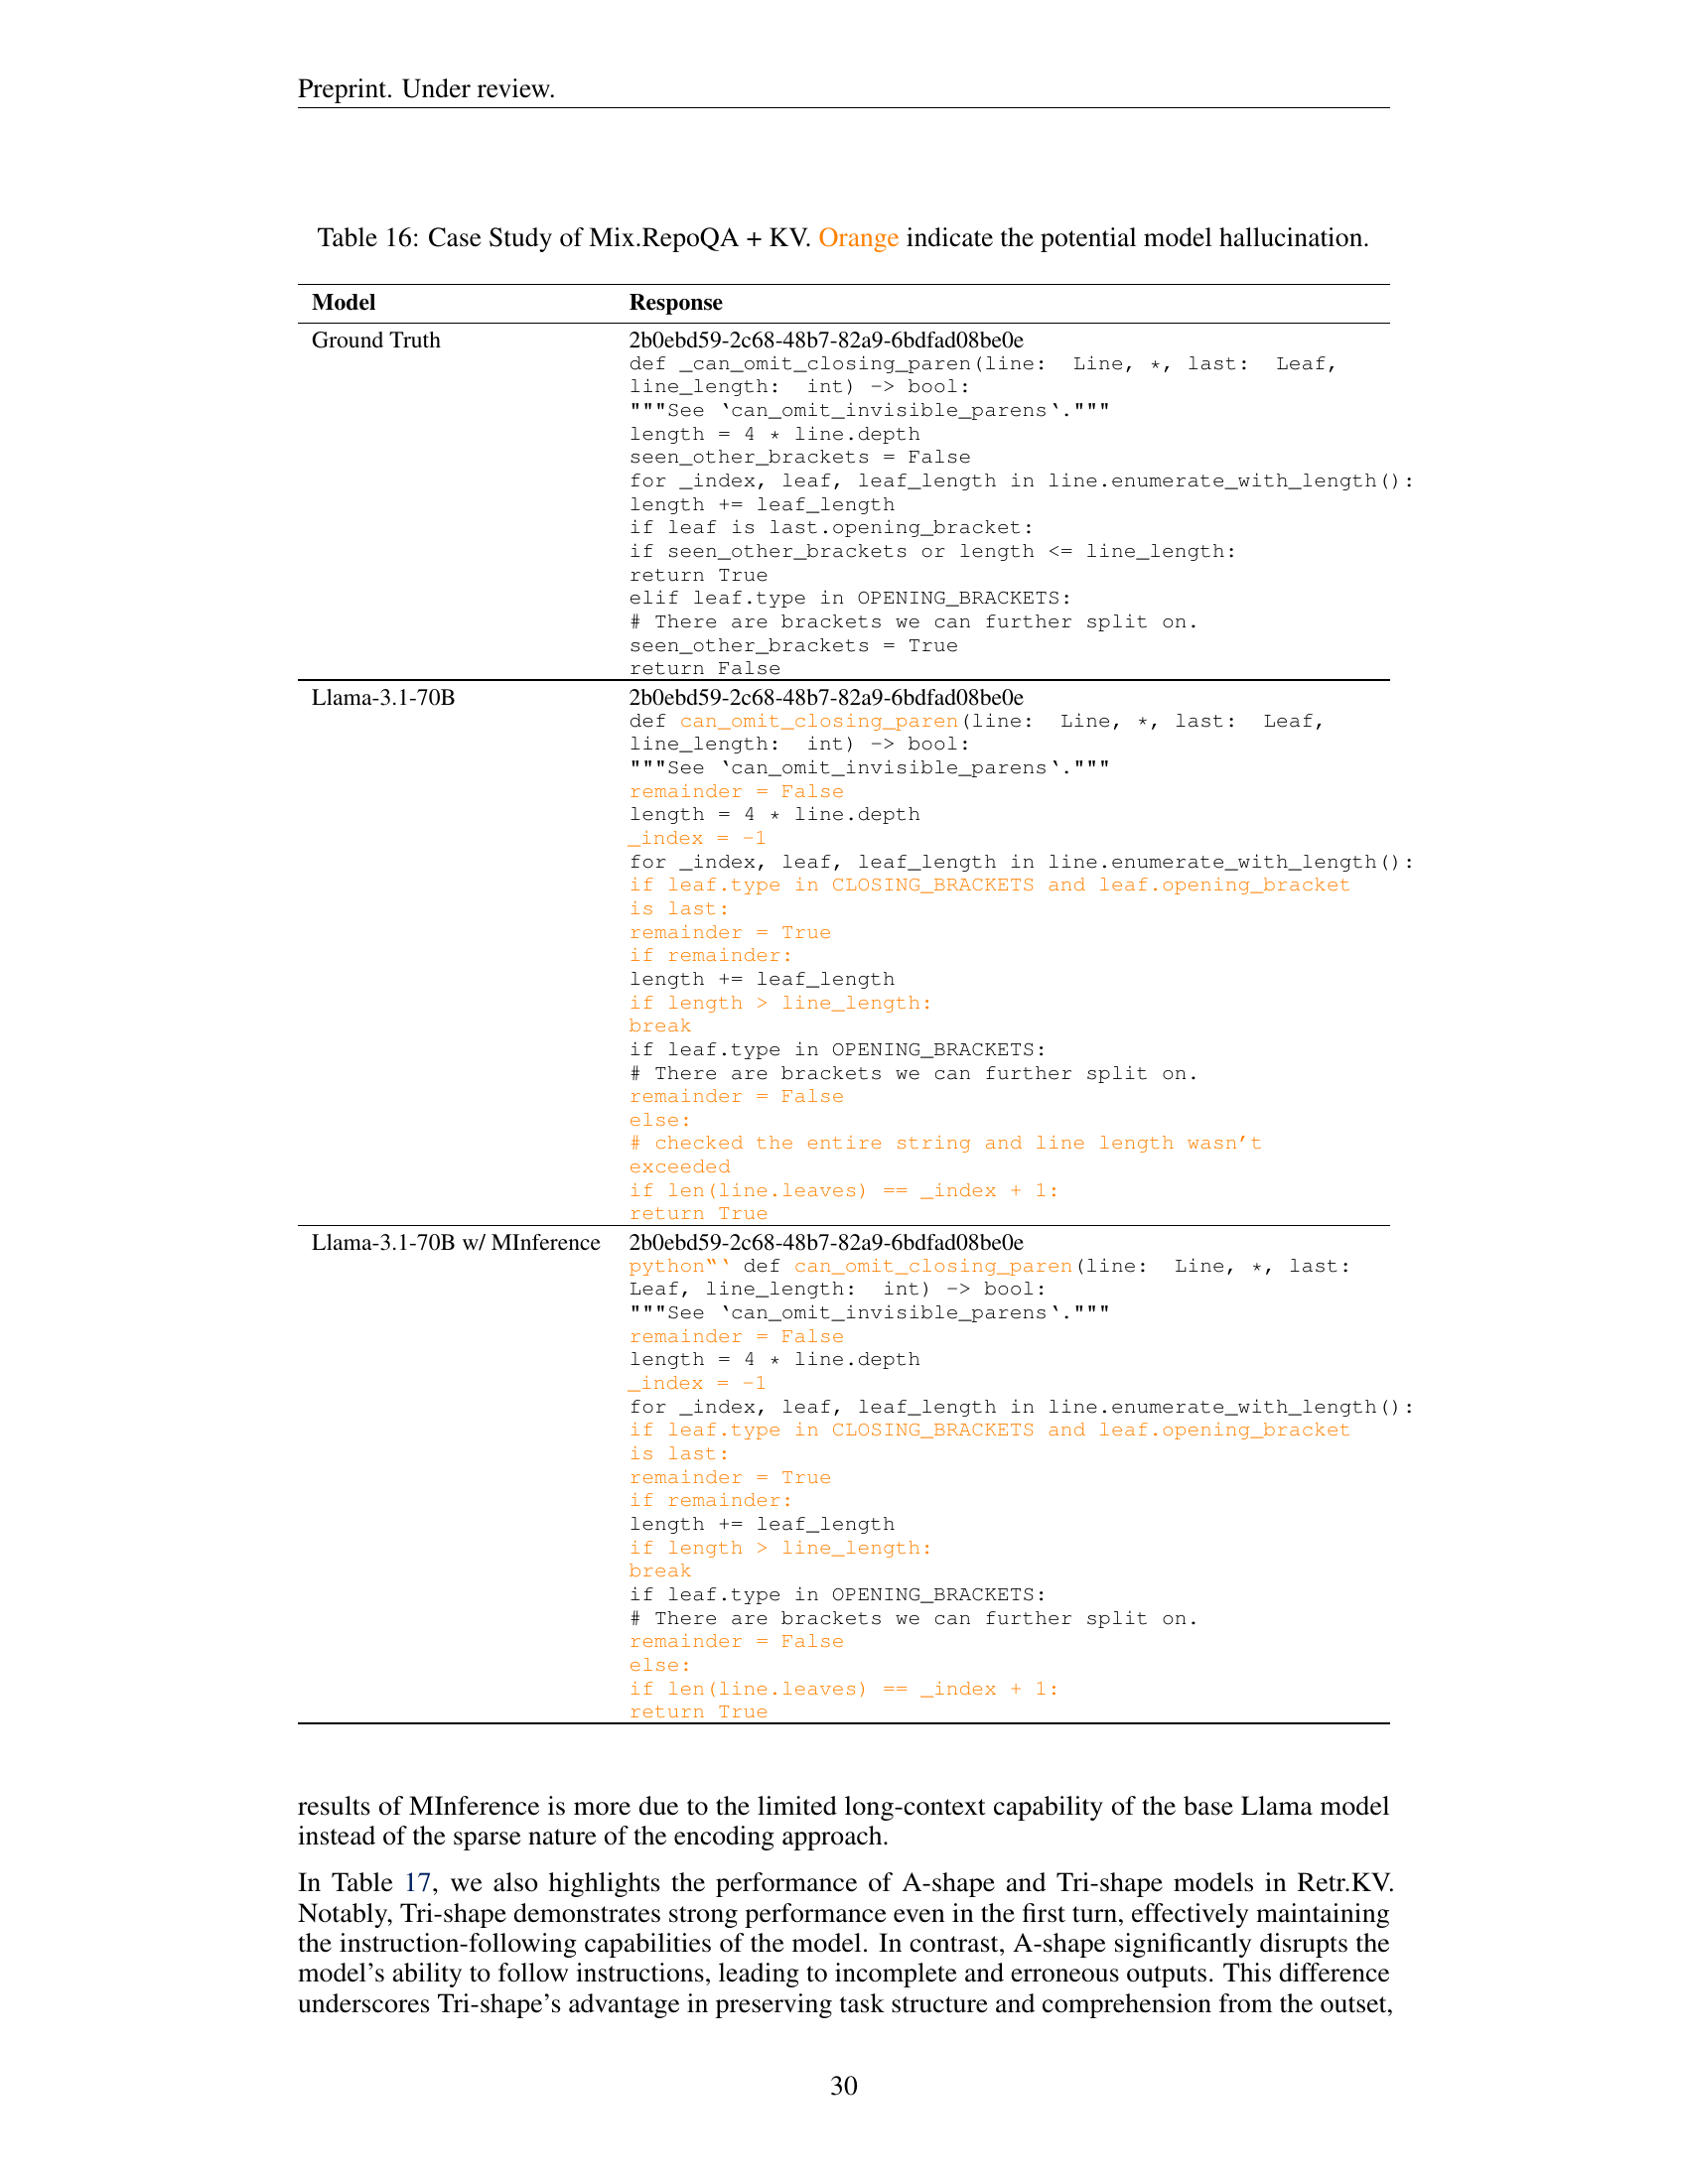 Preprint. Under review.
Table 16: Case Study of Mix.RepoQA + KV. Orange indicate the potential model hallucination.
Model Response
Ground Truth 2b0ebd59-2c68-48b7-82a9-6bdfad08be0e
def _can_omit_closing_paren(line: Line, *, last: Leaf,
line_length: int) -> bool:
"""See ‘can_omit_invisible_parens‘."""
length = 4 * line.depth
seen_other_brackets = False
for _index, leaf, leaf_length in line.enumerate_with_length():
length += leaf_length
if leaf is last.opening_bracket:
if seen_other_brackets or length <= line_length:
return True
elif leaf.type in OPENING_BRACKETS:
# There are brackets we can further split on.
seen_other_brackets = True
return False
Llama-3.1-70B 2b0ebd59-2c68-48b7-82a9-6bdfad08be0e
def can_omit_closing_paren(line: Line, *, last: Leaf,
line_length: int) -> bool:
"""See ‘can_omit_invisible_parens‘."""
remainder = False
length = 4 * line.depth
_index = -1
for _index, leaf, leaf_length in line.enumerate_with_length():
if leaf.type in CLOSING_BRACKETS and leaf.opening_bracket
is last:
remainder = True
if remainder:
length += leaf_length
if length > line_length:
break
if leaf.type in OPENING_BRACKETS:
# There are brackets we can further split on.
remainder = False
else:
# checked the entire string and line length wasn’t
exceeded
if len(line.leaves) == _index + 1:
return True
Llama-3.1-70B w/ MInference 2b0ebd59-2c68-48b7-82a9-6bdfad08be0e
python“‘ def can_omit_closing_paren(line: Line, *, last:
Leaf, line_length: int) -> bool:
"""See ‘can_omit_invisible_parens‘."""
remainder = False
length = 4 * line.depth
_index = -1
for _index, leaf, leaf_length in line.enumerate_with_length():
if leaf.type in CLOSING_BRACKETS and leaf.opening_bracket
is last:
remainder = True
if remainder:
length += leaf_length
if length > line_length:
break
if leaf.type in OPENING_BRACKETS:
# There are brackets we can further split on.
remainder = False
else:
if len(line.leaves) == _index + 1:
return True
results of MInference is more due to the limited long-context capability of the base Llama model
instead of the sparse nature of the encoding approach.
In Table 17, we also highlights the performance of A-shape and Tri-shape models in Retr.KV.
Notably, Tri-shape demonstrates strong performance even in the first turn, effectively maintaining
the instruction-following capabilities of the model. In contrast, A-shape significantly disrupts the
model’s ability to follow instructions, leading to incomplete and erroneous outputs. This difference
underscores Tri-shape’s advantage in preserving task structure and comprehension from the outset,
30